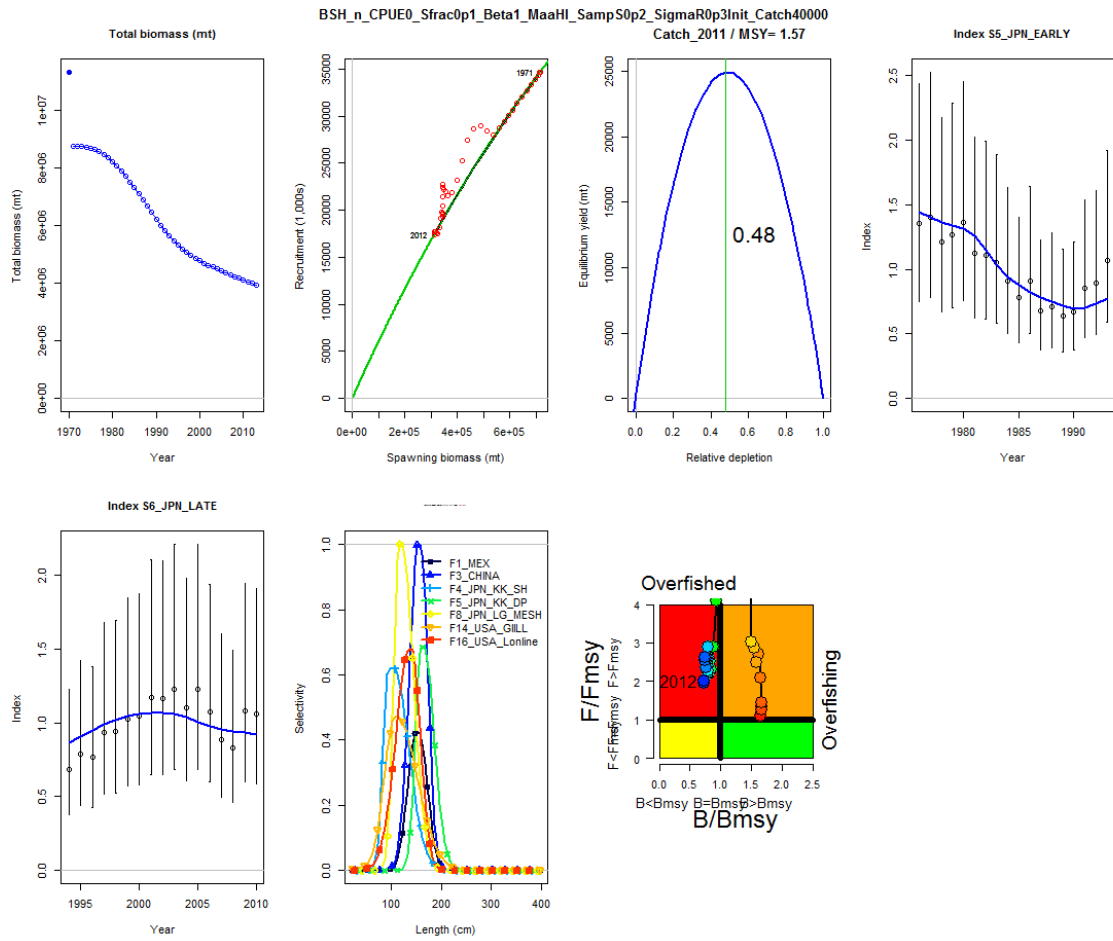 BSH_n_CPUE0_Sfrac0p1_Beta1_MaaHI_SampS0p2_SigmaR0p3Init_Catch40000
Total biomass (mt)
Catch_2011 / MSY= 1.57
Index S5_JPN_EARLY
Total biomass (mt)
0e+00 2e+06 4e+06 6e+06 8e+06 1e+07
1970 1980 1990 2000 2010
Year
Recruitment (1,000s)
0 5000 10000 15000 20000 25000 30000 35000
1971
2012
0e+00 2e+05 4e+05 6e+05
Spawning biomass (mt)
Equilibrium yield (mt)
0 5000 10000 15000 20000 25000
0.48
0.0 0.2 0.4 0.6 0.8 1.0
Relative depletion
Index
0.0 0.5 1.0 1.5 2.0 2.5
1980 1985 1990
Year
Index S6_JPN_LATE
Index
0.0 0.5 1.0 1.5 2.0
1995 2000 2005 2010
Year
Selectivity
0.0 0.2 0.4 0.6 0.8 1.0
F1_MEX
F3_CHINA
F4_JPN_KK_SH
F5_JPN_KK_DP
F8_JPN_LG_MESH
F14_USA_GIILL
F16_USA_Lonline
100 200 300 400
Length (cm)
Overfished
F/Fmsy
F<Fmsy F>Fmsy
0 1 2 3 4
2012
Overfishing
0.0 0.5 1.0 1.5 2.0 2.5
B<Bmsy B=Bmsy B>Bmsy
B/Bmsy